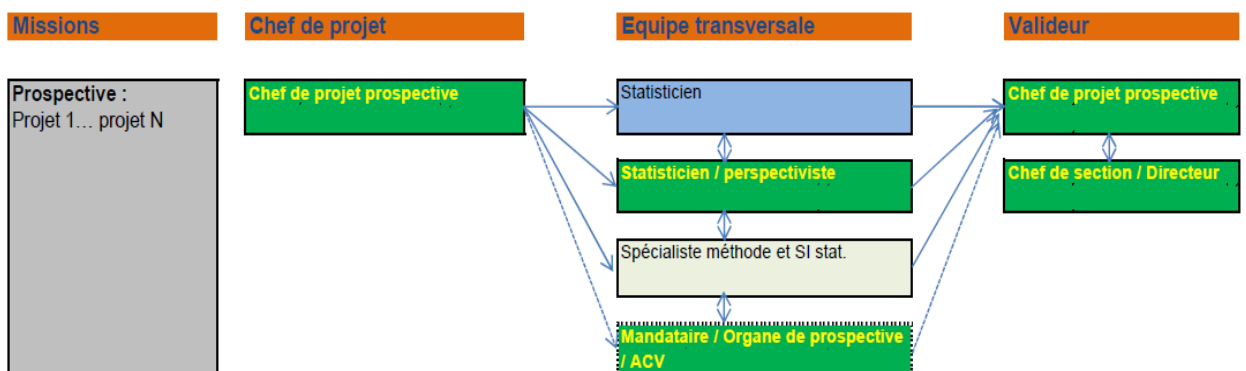 Missions
Chef de projet
Equipe transversale
Valideur
Prospective :
Projet 1… projet N
Chef de projet prospective
Statisticien
Statisticien / perspectiviste
Spécialiste méthode et SI stat.
Mandataire / Organe de prospective
/ ACV
Chef de projet prospective
Chef de section / Directeur